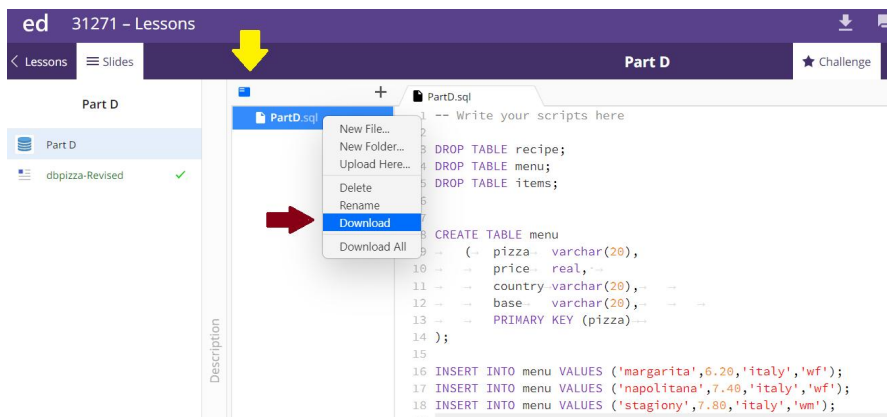 ed 31271 – Lessons
Lessons Slides Part D Challenge
Part D
Part D
dbpizza-Revised
Description
PartD.sql
New File...
New Folder...
Upload Here...
Delete
Rename
Download
Download All
PartD.sql
1 -- Write your scripts here
2
3 DROP TABLE recipe;
4 DROP TABLE menu;
5 DROP TABLE items;
6
7
8 CREATE TABLE menu
9 ( pizza varchar(20),
10 price real,
11 country varchar(20),
12 base varchar(20),
13 PRIMARY KEY (pizza)
14 );
15
16 INSERT INTO menu VALUES ('margarita',6.20,'italy','wf');
17 INSERT INTO menu VALUES ('napolitana',7.40,'italy','wf');
18 INSERT INTO menu VALUES ('stagiony',7.80,'italy','wm');